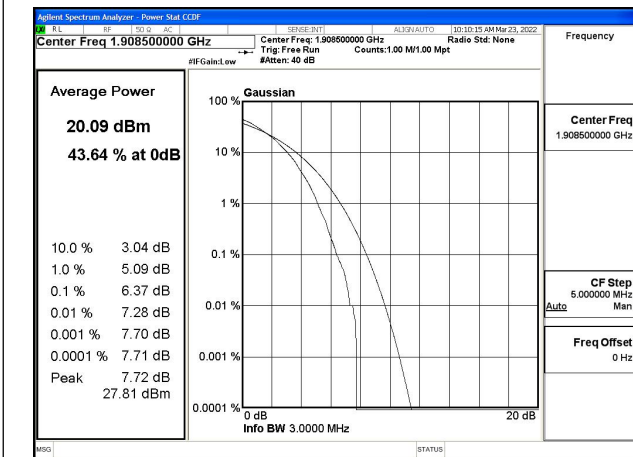 Agilent Spectrum Analyzer - Power Stat CCDF
RL RF 50 Ω AC SENSE:INT ALIGN AUTO 10:10:15 AM Mar 23, 2022
Center Freq 1.908500000 GHz
Center Freq: 1.908500000 GHz Radio Std: None
Trig: Free Run Counts:1.00 M/1.00 Mpt
#IFGain:Low #Atten: 40 dB
Frequency
Average Power
20.09 dBm
43.64 % at 0dB
10.0 % 3.04 dB
1.0 % 5.09 dB
0.1 % 6.37 dB
0.01 % 7.28 dB
0.001 % 7.70 dB
0.0001 % 7.71 dB
Peak 7.72 dB
27.81 dBm
Gaussian
100 %
10 %
1 %
0.1 %
0.01 %
0.001 %
0.0001 %
0 dB 20 dB
Info BW 3.0000 MHz
Center Freq
1.908500000 GHz
CF Step
5.000000 MHz
Auto Man
Freq Offset
0 Hz
MSG STATUS